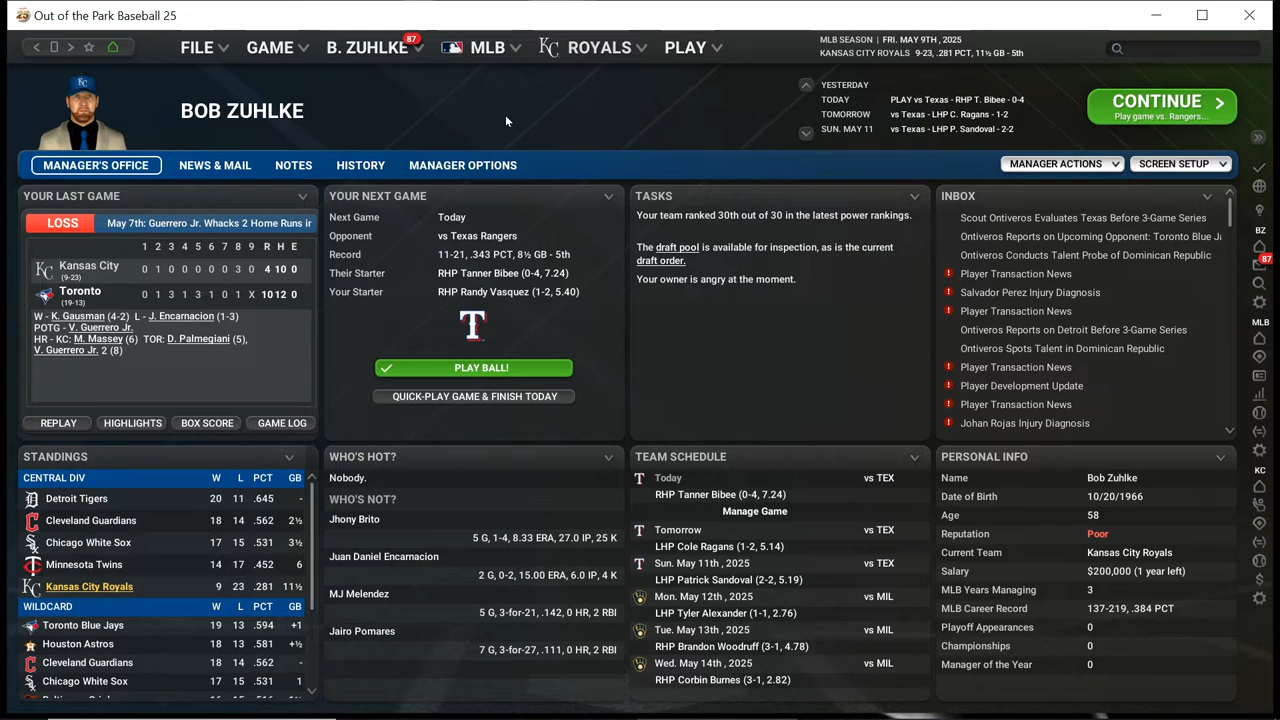 Out of the Park Baseball 25
FILE GAME B. ZUHLKE 87 MLB ROYALS PLAY
MLB SEASON | FRI. MAY 9TH , 2025
KANSAS CITY ROYALS 9-23, .281 PCT, 11½ GB - 5th
BOB ZUHLKE
YESTERDAY
TODAY PLAY vs Texas - RHP T. Bibee - 0-4
TOMORROW vs Texas - LHP C. Ragans - 1-2
SUN. MAY 11 vs Texas - LHP P. Sandoval - 2-2
CONTINUE
Play game vs. Rangers...
MANAGER'S OFFICE NEWS & MAIL NOTES HISTORY MANAGER OPTIONS MANAGER ACTIONS SCREEN SETUP
YOUR LAST GAME
LOSS May 7th: Guerrero Jr. Whacks 2 Home Runs in
1 2 3 4 5 6 7 8 9 R H E
Kansas City 0 1 0 0 0 0 0 3 0 4 10 0
(9-23)
Toronto 0 1 3 1 3 1 0 1 X 10 12 0
(19-13)
W - K. Gausman (4-2) L - J. Encarnacion (1-3)
POTG - V. Guerrero Jr.
HR - KC: M. Massey (6) TOR: D. Palmegiani (5),
V. Guerrero Jr. 2 (8)
REPLAY HIGHLIGHTS BOX SCORE GAME LOG
YOUR NEXT GAME
Next Game Today
Opponent vs Texas Rangers
Record 11-21, .343 PCT, 8½ GB - 5th
Their Starter RHP Tanner Bibee (0-4, 7.24)
Your Starter RHP Randy Vasquez (1-2, 5.40)
T
PLAY BALL!
QUICK-PLAY GAME & FINISH TODAY
TASKS
Your team ranked 30th out of 30 in the latest power rankings.
The draft pool is available for inspection, as is the current
draft order.
Your owner is angry at the moment.
INBOX
Scout Ontiveros Evaluates Texas Before 3-Game Series
Ontiveros Reports on Upcoming Opponent: Toronto Blue Ja
Ontiveros Conducts Talent Probe of Dominican Republic
Player Transaction News
Salvador Perez Injury Diagnosis
Player Transaction News
Ontiveros Reports on Detroit Before 3-Game Series
Ontiveros Spots Talent in Dominican Republic
Player Transaction News
Player Development Update
Player Transaction News
Johan Rojas Injury Diagnosis
STANDINGS
CENTRAL DIV W L PCT GB
Detroit Tigers 20 11 .645 -
Cleveland Guardians 18 14 .562 2½
Chicago White Sox 17 15 .531 3½
Minnesota Twins 14 17 .452 6
Kansas City Royals 9 23 .281 11½
WILDCARD W L PCT GB
Toronto Blue Jays 19 13 .594 +1
Houston Astros 18 13 .581 +½
Cleveland Guardians 18 14 .562 -
Chicago White Sox 17 15 .531 1
WHO'S HOT?
Nobody.
WHO'S NOT?
Jhony Brito
5 G, 1-4, 8.33 ERA, 27.0 IP, 25 K
Juan Daniel Encarnacion
2 G, 0-2, 15.00 ERA, 6.0 IP, 4 K
MJ Melendez
5 G, 3-for-21, .142, 0 HR, 2 RBI
Jairo Pomares
7 G, 3-for-27, .111, 0 HR, 2 RBI
TEAM SCHEDULE
Today vs TEX
RHP Tanner Bibee (0-4, 7.24)
Manage Game
Tomorrow vs TEX
LHP Cole Ragans (1-2, 5.14)
Sun. May 11th , 2025 vs TEX
LHP Patrick Sandoval (2-2, 5.19)
Mon. May 12th , 2025 vs MIL
LHP Tyler Alexander (1-1, 2.76)
Tue. May 13th , 2025 vs MIL
RHP Brandon Woodruff (3-1, 4.78)
Wed. May 14th , 2025 vs MIL
RHP Corbin Burnes (3-1, 2.82)
PERSONAL INFO
Name Bob Zuhlke
Date of Birth 10/20/1966
Age 58
Reputation Poor
Current Team Kansas City Royals
Salary $200,000 (1 year left)
MLB Years Managing 3
MLB Career Record 137-219, .384 PCT
Playoff Appearances 0
Championships 0
Manager of the Year 0
BZ
87
MLB
KC